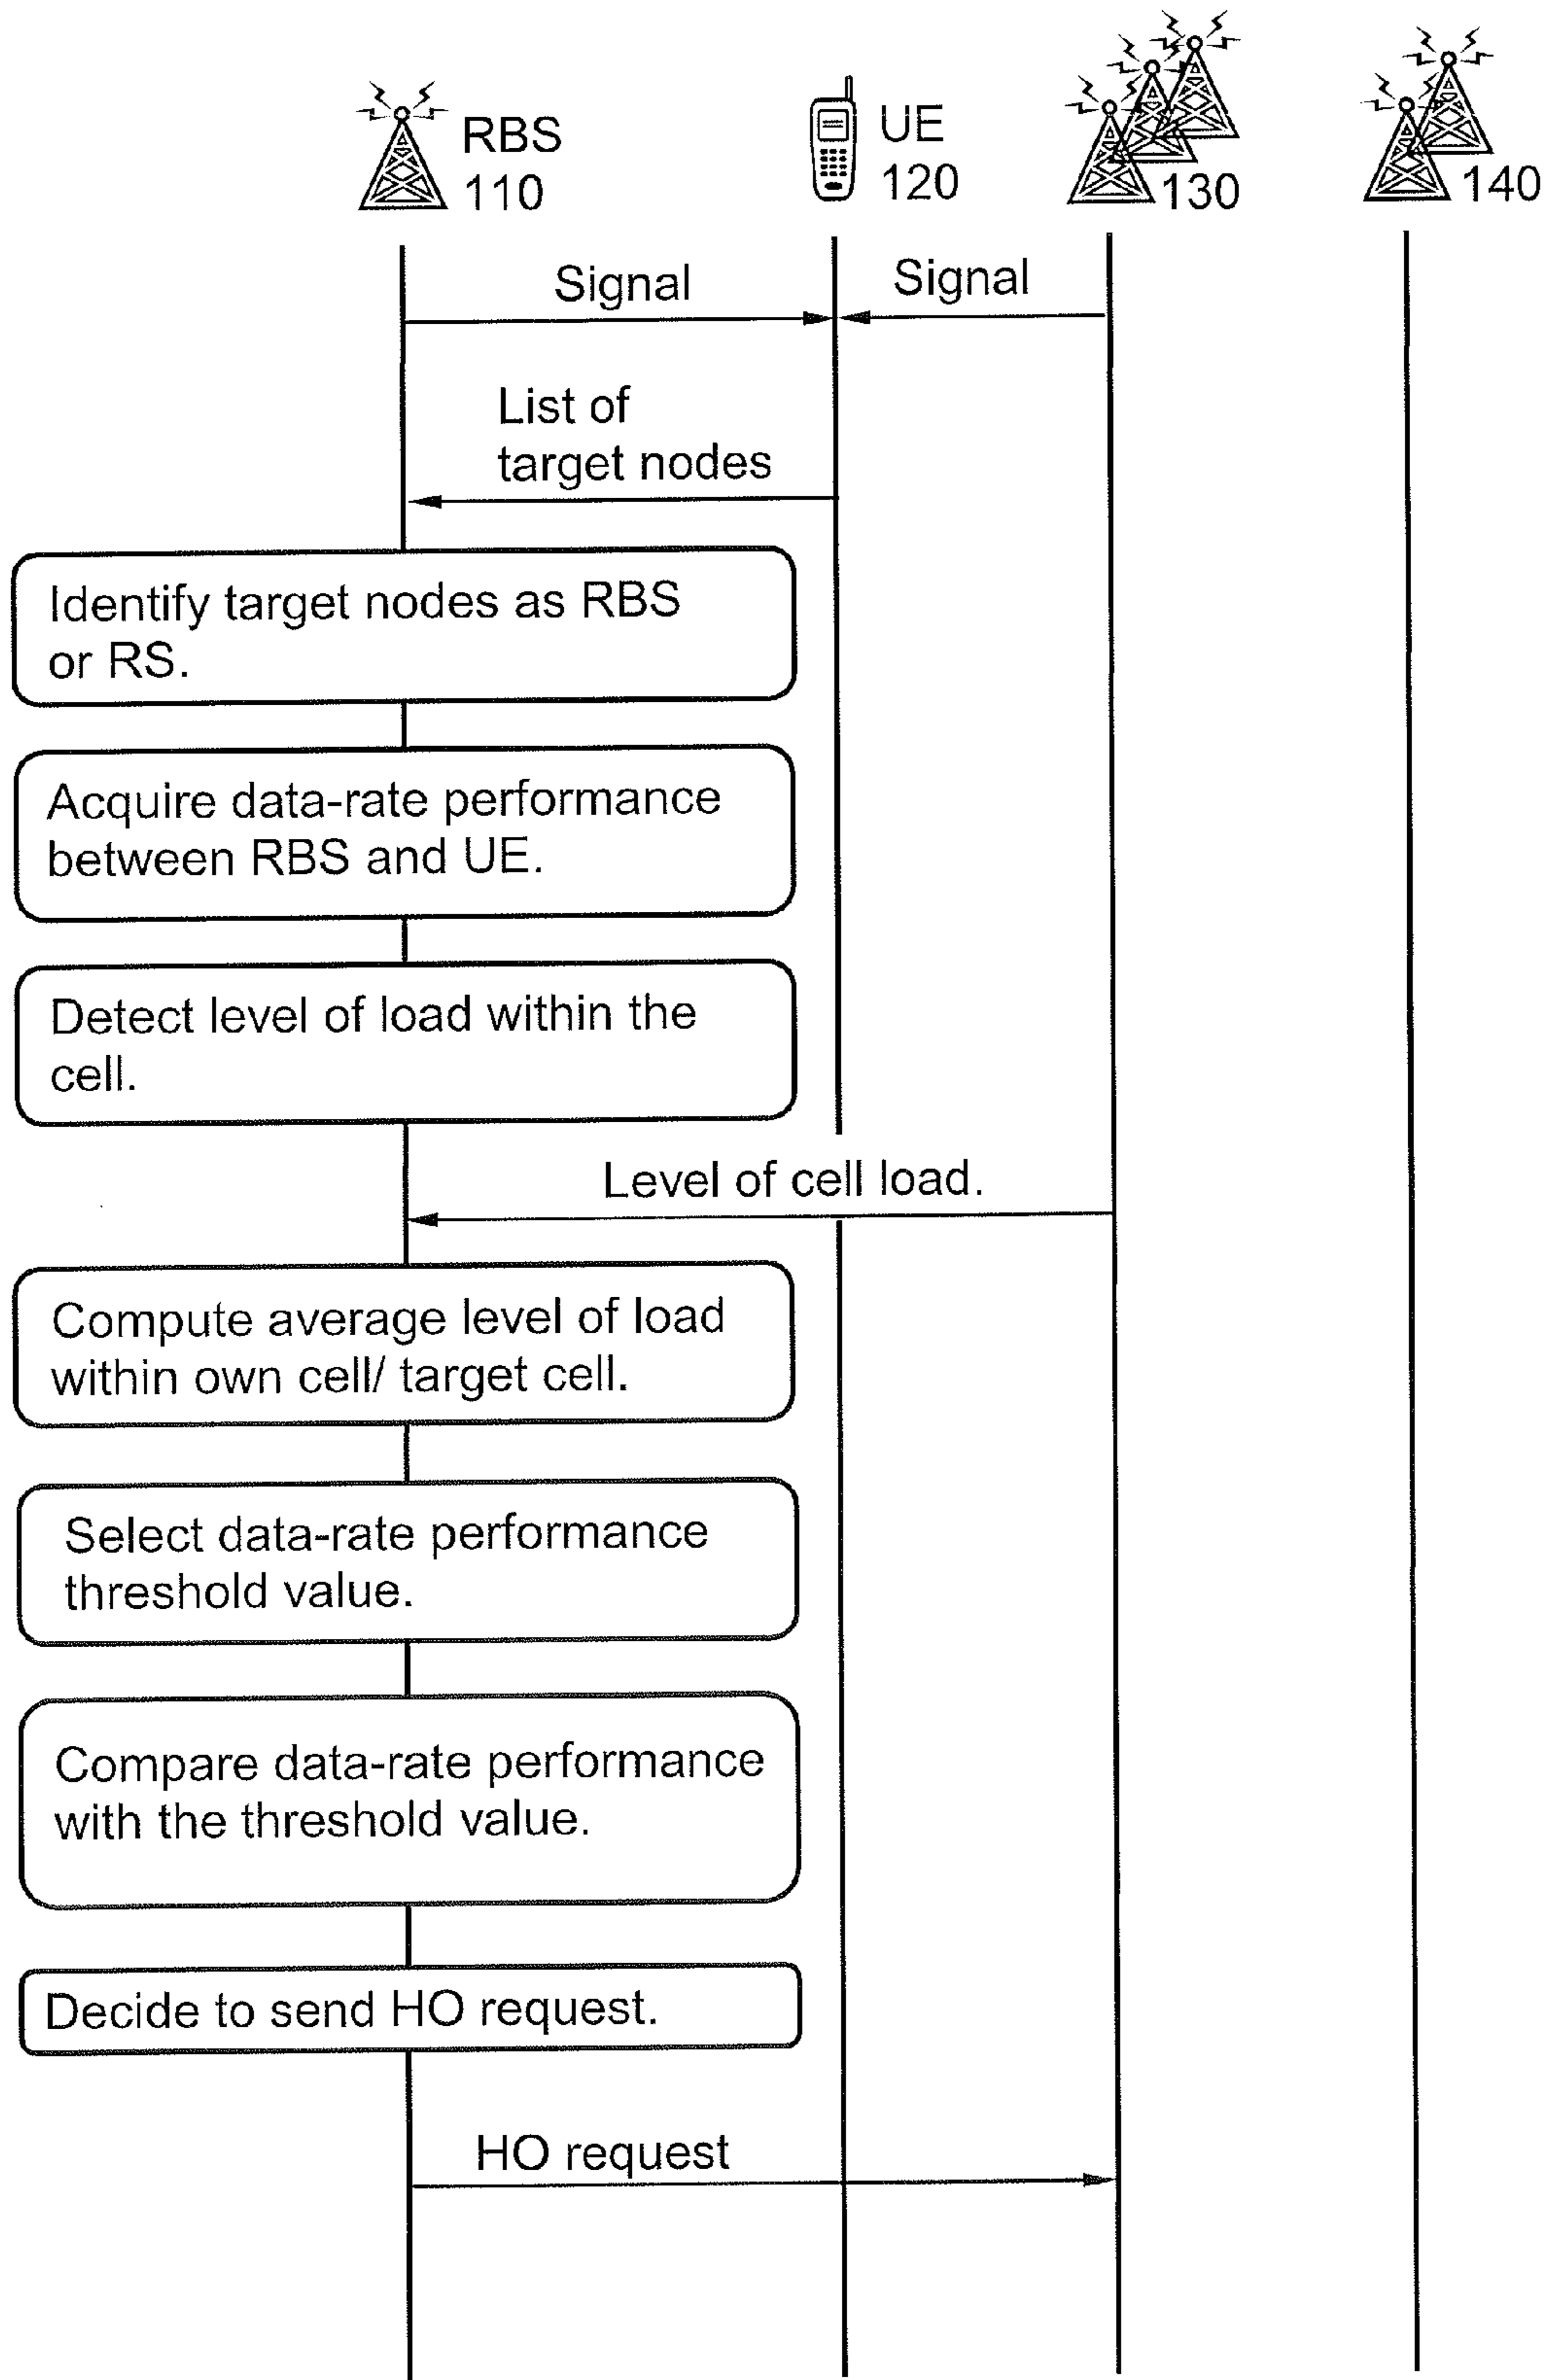 RBS
110
UE
120
130
140
Signal
Signal
List of
target nodes
Identify target nodes as RBS
or RS.
Acquire data-rate performance
between RBS and UE.
Detect level of load within the
cell.
Level of cell load.
Compute average level of load
within own cell/ target cell.
Select data-rate performance
threshold value.
Compare data-rate performance
with the threshold value.
Decide to send HO request.
HO request